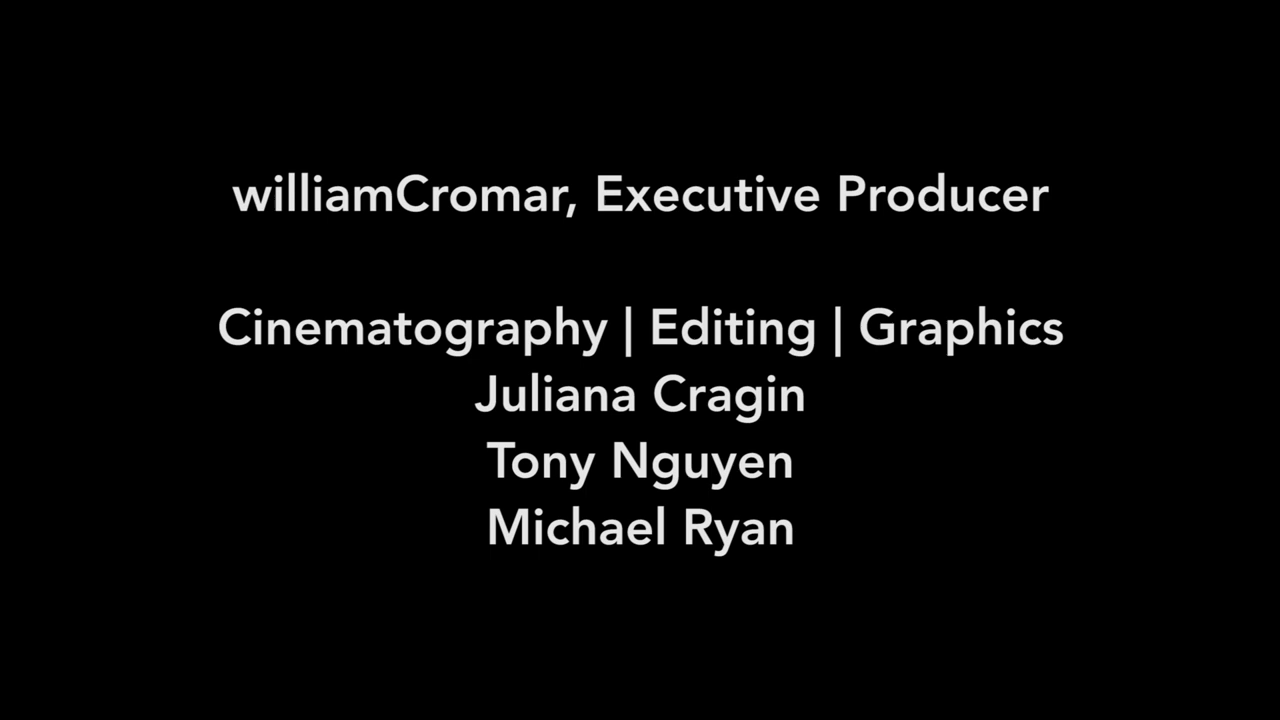 williamCromar, Executive Producer
Cinematography | Editing | Graphics
Juliana Cragin
Tony Nguyen
Michael Ryan